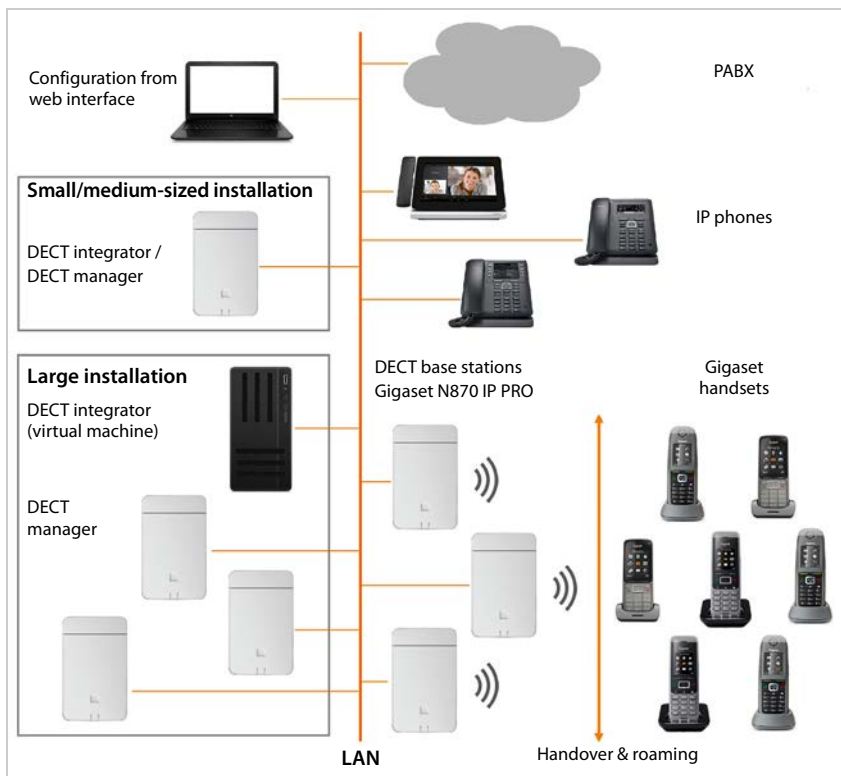 Configuration from
web interface
PABX
Small/medium-sized installation
DECT integrator /
DECT manager
IP phones
Large installation
DECT integrator
(virtual machine)
DECT
manager
DECT base stations
Gigaset N870 IP PRO
Gigaset
handsets
LAN
Handover & roaming